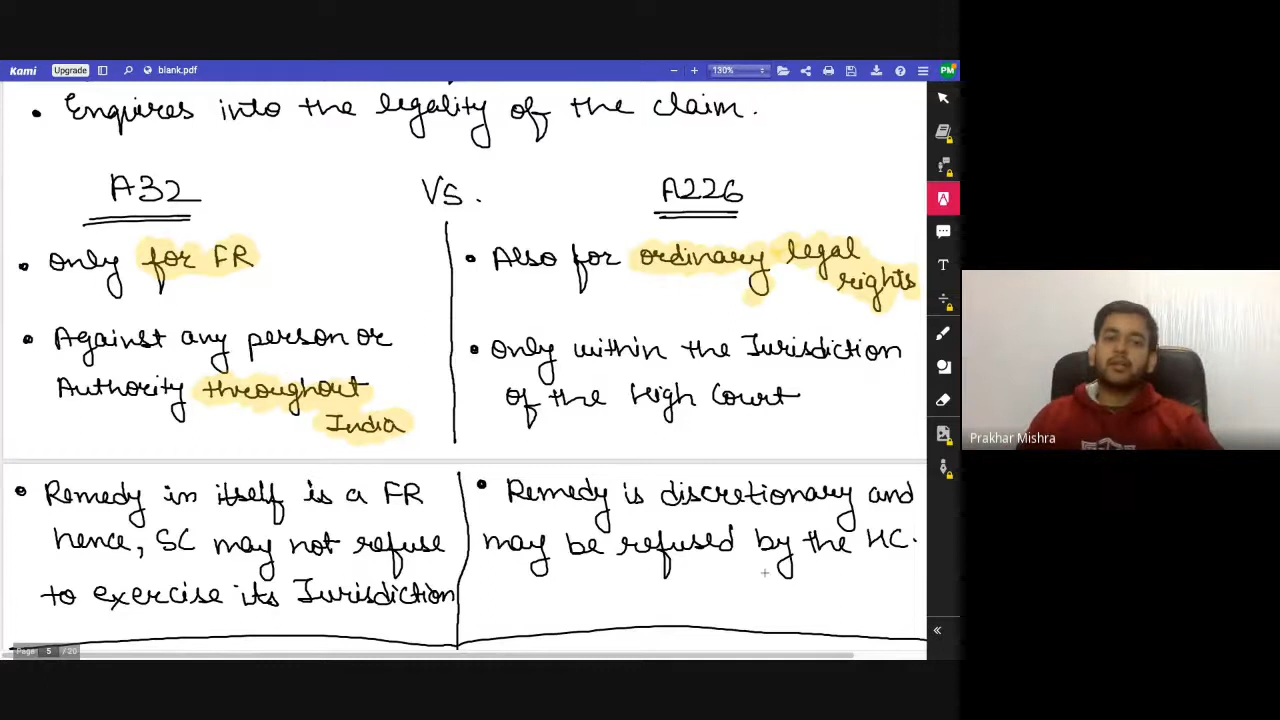 Kami Upgrade blank.pdf 130% PM
• Enquires into the legality of the claim.
A32 VS. A226
• Only for FR
• Against any person or
Authority throughout
India
• Also for ordinary legal
rights
• Only within the Jurisdiction
of the High Court
• Remedy in itself is a FR
hence, SC may not refuse
to exercise its Jurisdiction
• Remedy is discretionary and
may be refused by the HC.
Page: 5 / 20
Prakhar Mishra